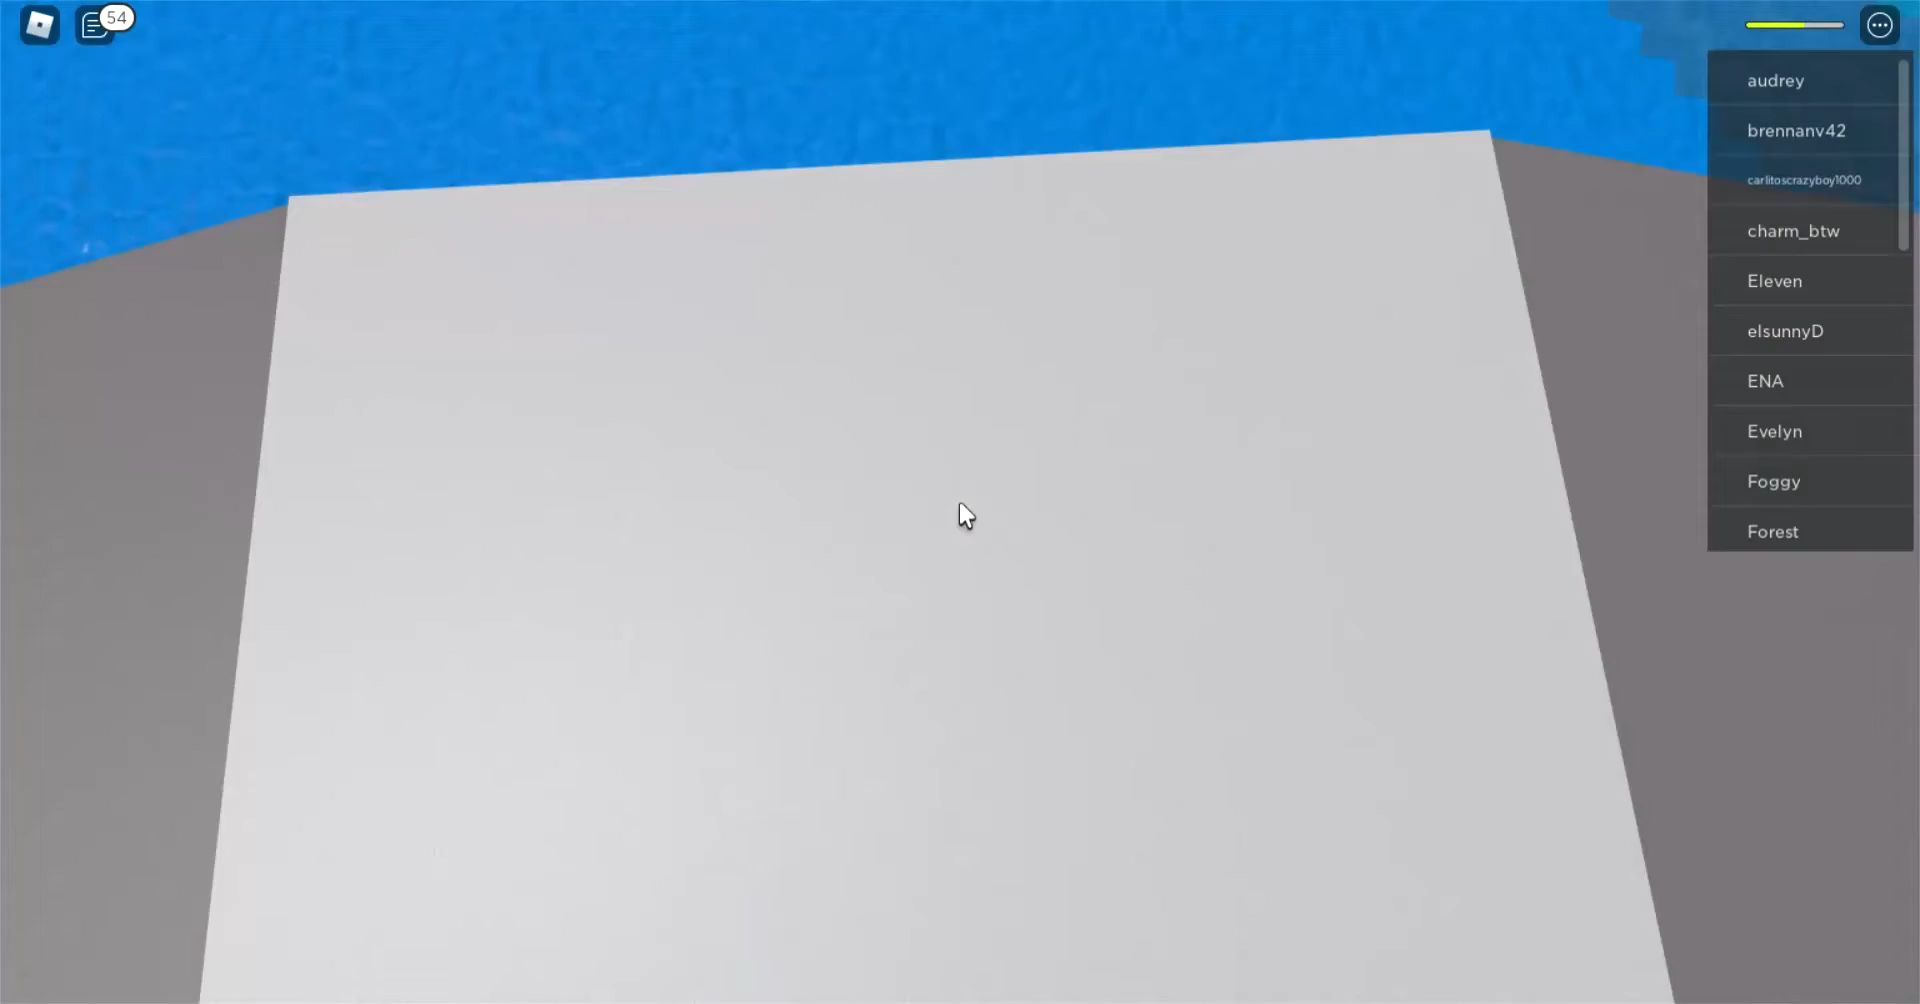 54
audrey
brennanv42
carlitoscrazyboy1000
charm_btw
Eleven
elsunnyD
ENA
Evelyn
Foggy
Forest